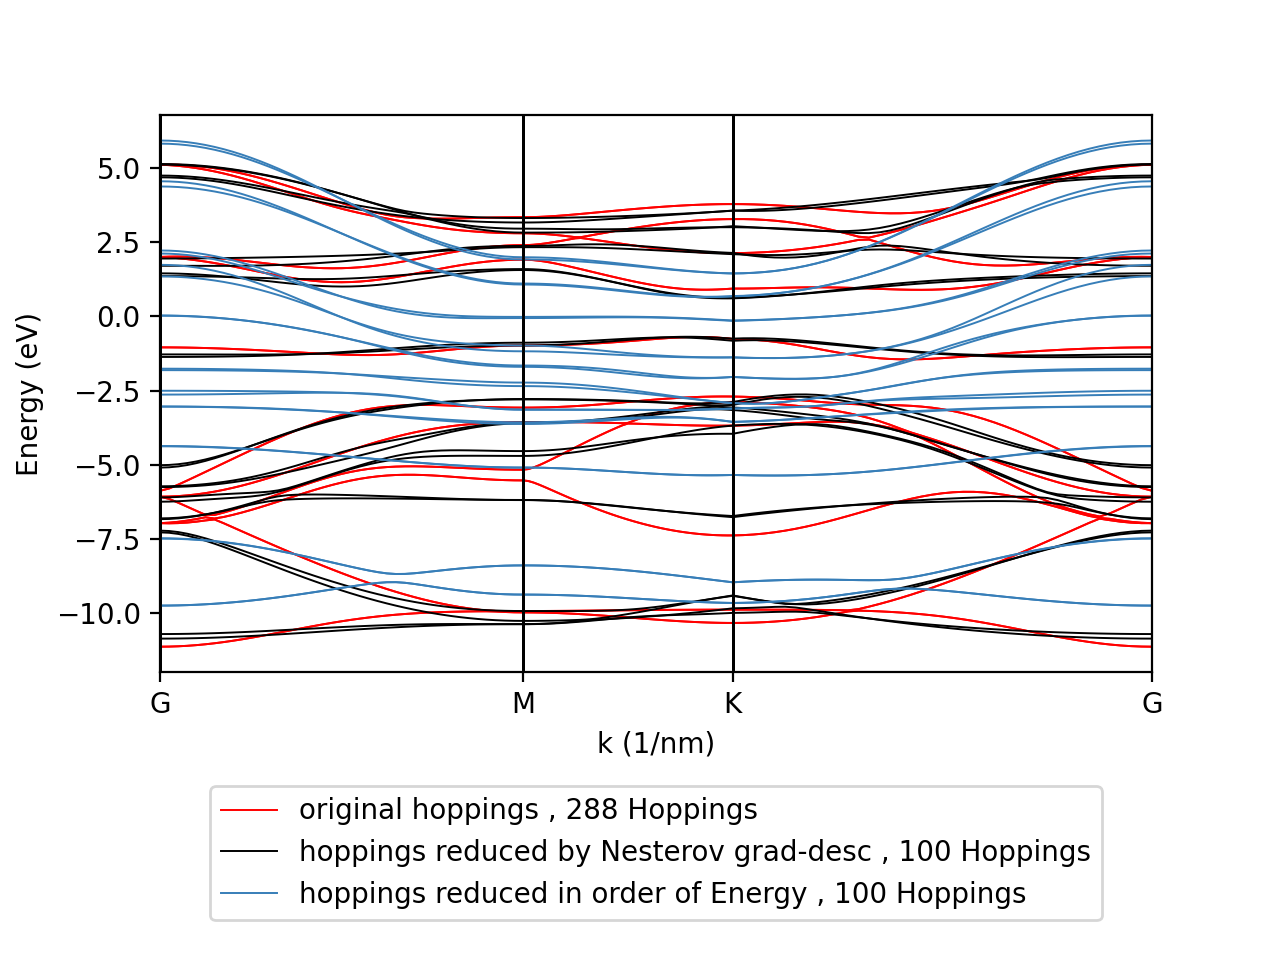 5.0
2.5
0.0
−2.5
−5.0
−7.5
−10.0
Energy (eV)
G
M
K
G
k (1/nm)
original hoppings , 288 Hoppings
hoppings reduced by Nesterov grad-desc , 100 Hoppings
hoppings reduced in order of Energy , 100 Hoppings